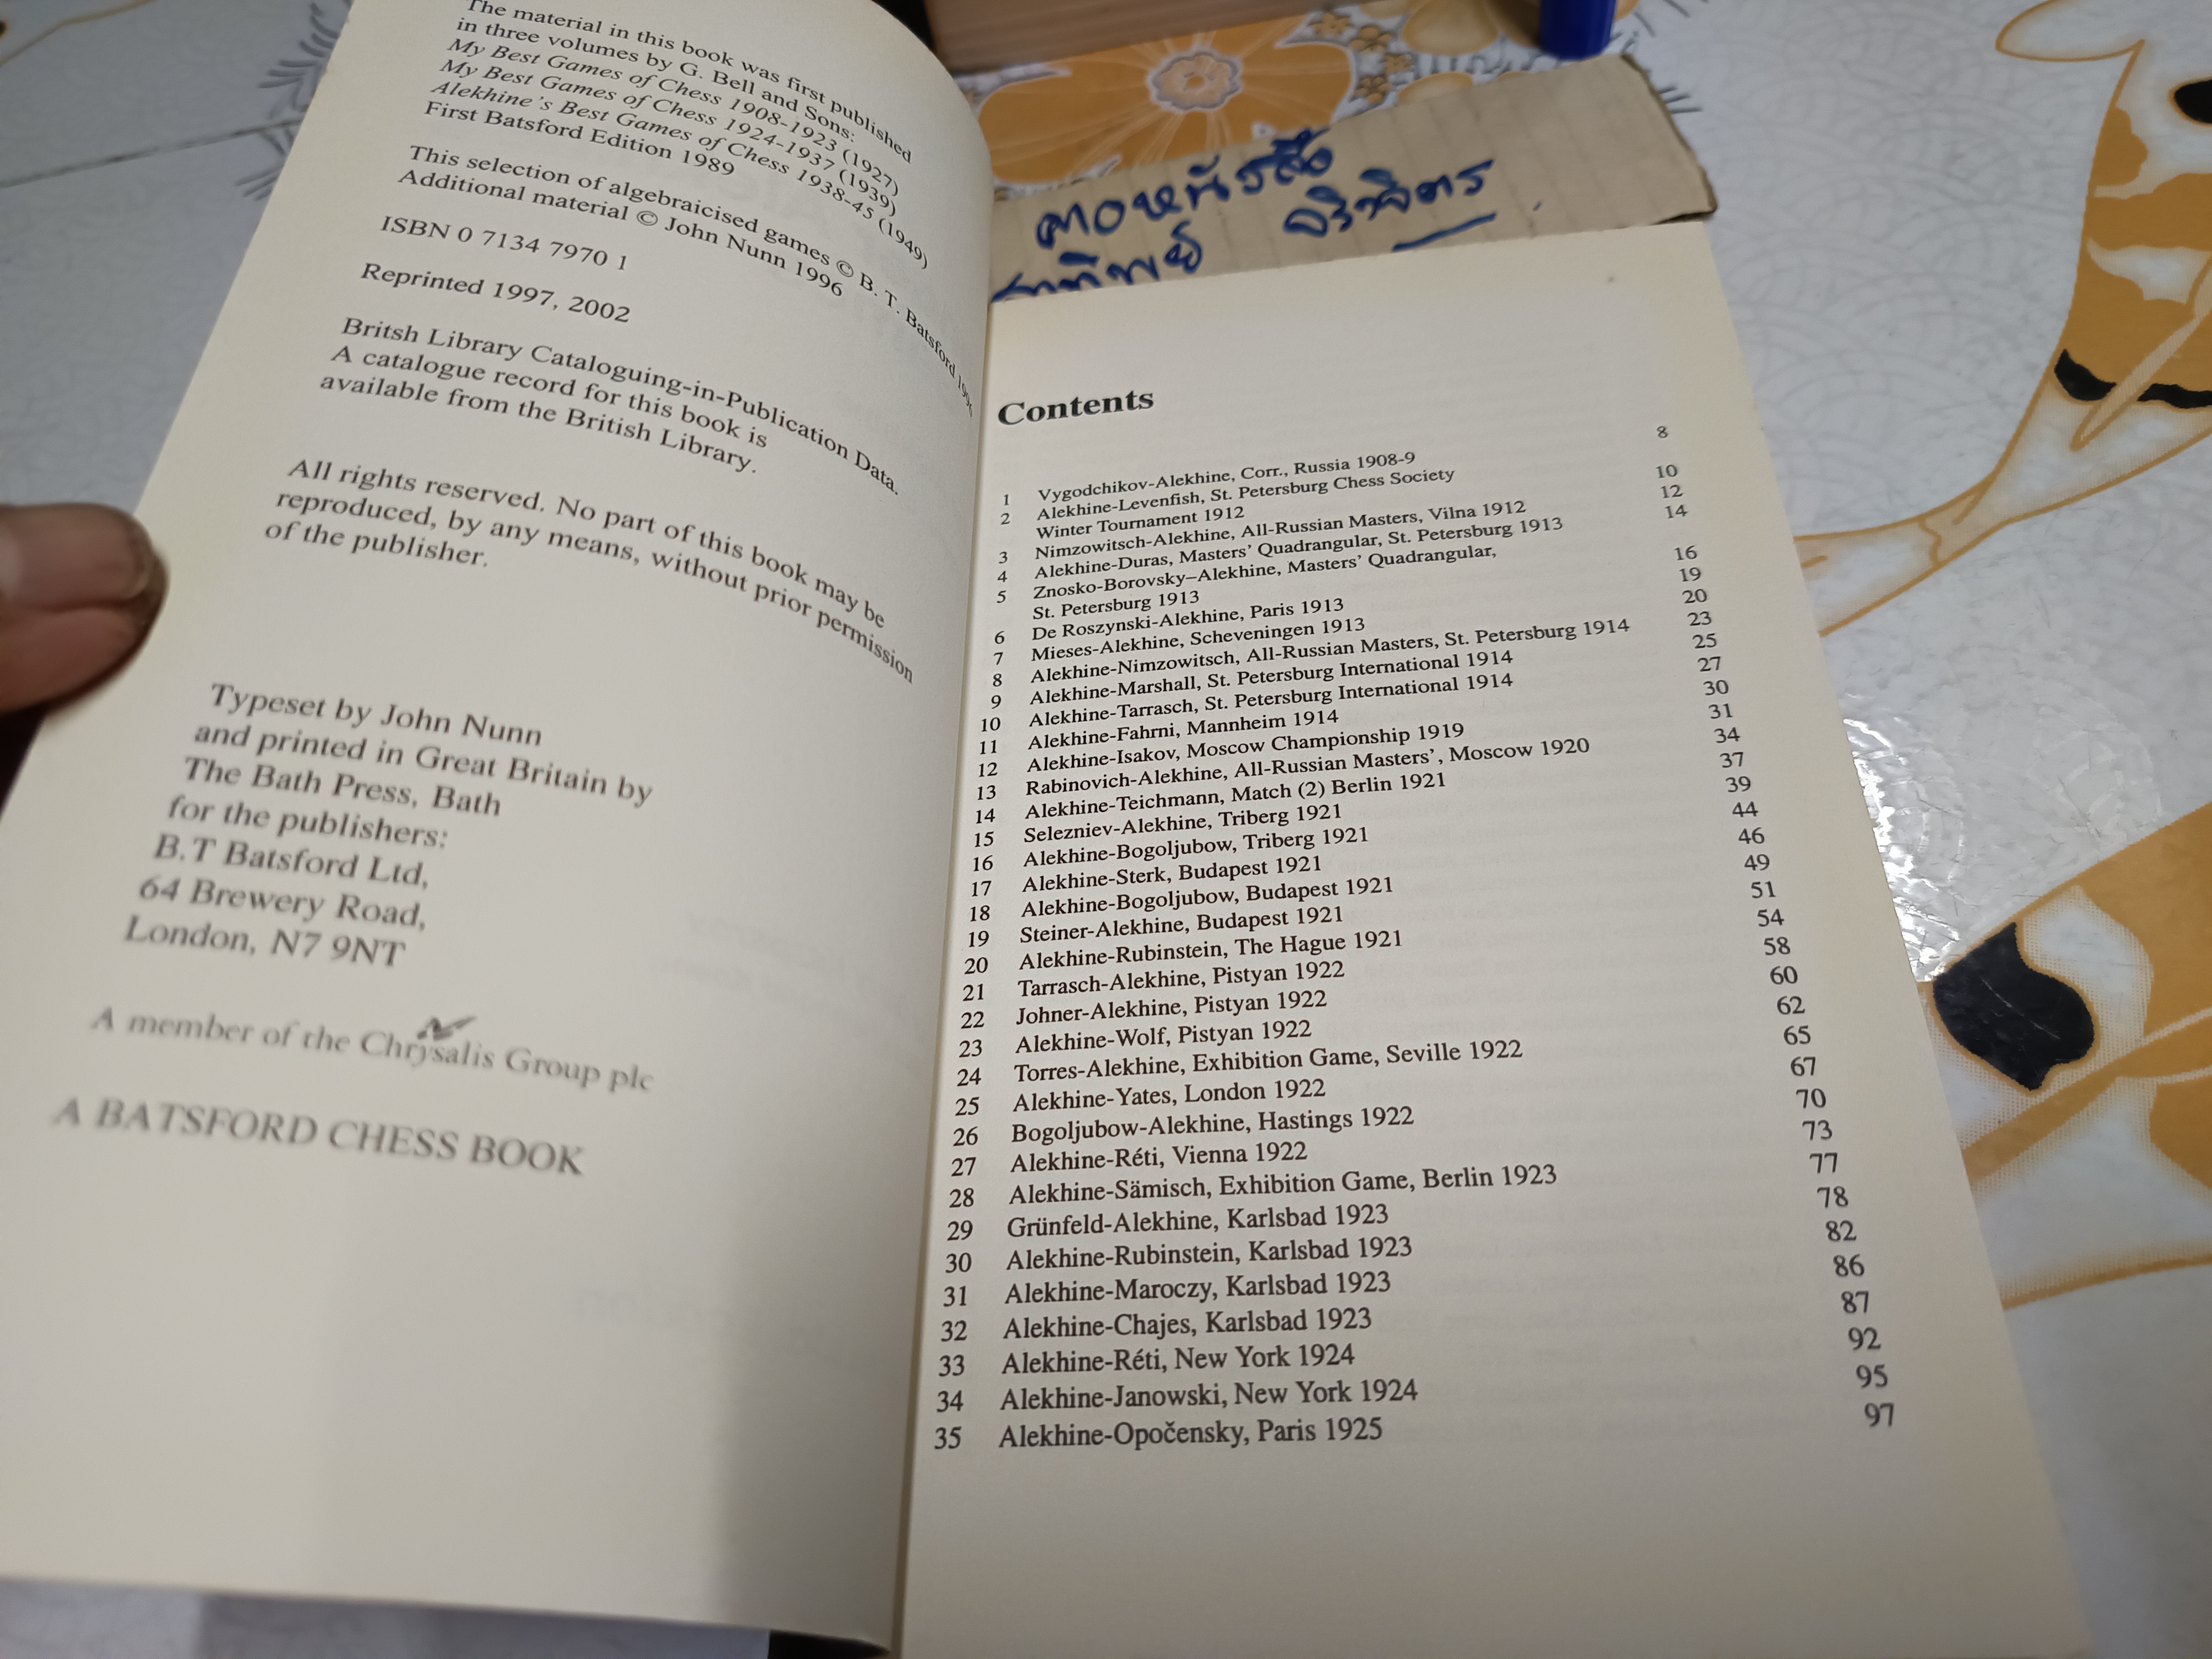 The material in this book was first published
in three volumes by G. Bell and Sons:
My Best Games of Chess 1908-1923 (1927)
My Best Games of Chess 1924-1937 (1939)
Alekhine's Best Games of Chess 1938-45 (1949)
First Batsford Edition 1989
This selection of algebraicised games © B. T. Batsford 1996
Additional material © John Nunn 1996
ISBN 0 7134 7970 1
Reprinted 1997, 2002
Britsh Library Cataloguing-in-Publication Data.
A catalogue record for this book is
available from the British Library.
All rights reserved. No part of this book may be
reproduced, by any means, without prior permission
of the publisher.
Typeset by John Nunn
and printed in Great Britain by
The Bath Press, Bath
for the publishers:
B.T Batsford Ltd,
64 Brewery Road,
London, N7 9NT
A member of the Chrysalis Group plc
A BATSFORD CHESS BOOK
Contents
1 Vygodchikov-Alekhine, Corr., Russia 1908-9 8
2 Alekhine-Levenfish, St. Petersburg Chess Society
Winter Tournament 1912 10
3 Nimzowitsch-Alekhine, All-Russian Masters, Vilna 1912 12
4 Alekhine-Duras, Masters' Quadrangular, St. Petersburg 1913 14
5 Znosko-Borovsky–Alekhine, Masters' Quadrangular,
St. Petersburg 1913 16
6 De Roszynski-Alekhine, Paris 1913 19
7 Mieses-Alekhine, Scheveningen 1913 20
8 Alekhine-Nimzowitsch, All-Russian Masters, St. Petersburg 1914 23
9 Alekhine-Marshall, St. Petersburg International 1914 25
10 Alekhine-Tarrasch, St. Petersburg International 1914 27
11 Alekhine-Fahrni, Mannheim 1914 30
12 Alekhine-Isakov, Moscow Championship 1919 31
13 Rabinovich-Alekhine, All-Russian Masters', Moscow 1920 34
14 Alekhine-Teichmann, Match (2) Berlin 1921 37
15 Selezniev-Alekhine, Triberg 1921 39
16 Alekhine-Bogoljubow, Triberg 1921 44
17 Alekhine-Sterk, Budapest 1921 46
18 Alekhine-Bogoljubow, Budapest 1921 49
19 Steiner-Alekhine, Budapest 1921 51
20 Alekhine-Rubinstein, The Hague 1921 54
21 Tarrasch-Alekhine, Pistyan 1922 58
22 Johner-Alekhine, Pistyan 1922 60
23 Alekhine-Wolf, Pistyan 1922 62
24 Torres-Alekhine, Exhibition Game, Seville 1922 65
25 Alekhine-Yates, London 1922 67
26 Bogoljubow-Alekhine, Hastings 1922 70
27 Alekhine-Réti, Vienna 1922 73
28 Alekhine-Sämisch, Exhibition Game, Berlin 1923 77
29 Grünfeld-Alekhine, Karlsbad 1923 78
30 Alekhine-Rubinstein, Karlsbad 1923 82
31 Alekhine-Maroczy, Karlsbad 1923 86
32 Alekhine-Chajes, Karlsbad 1923 87
33 Alekhine-Réti, New York 1924 92
34 Alekhine-Janowski, New York 1924 95
35 Alekhine-Opočensky, Paris 1925 97